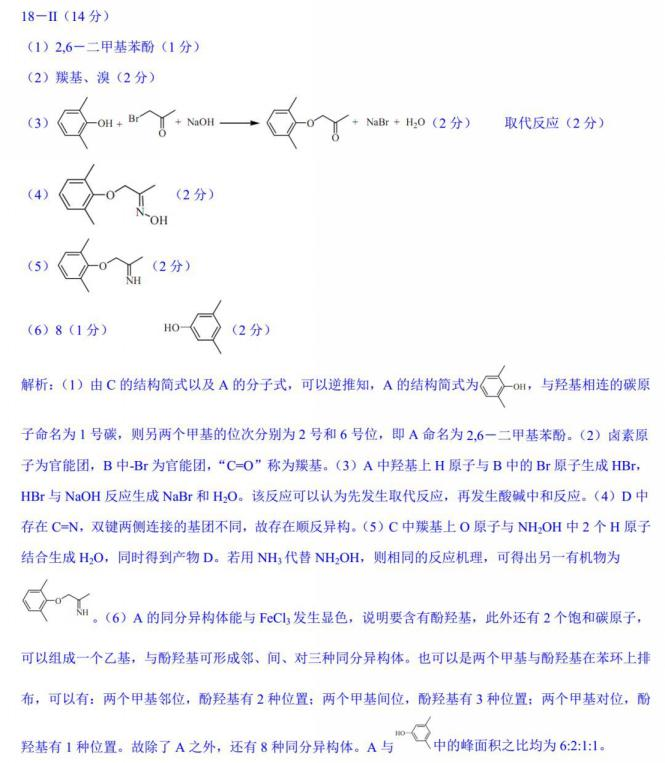 18－II（14 分）
（1）2,6－二甲基苯酚（1 分）
（2）羰基、溴（2 分）
（3） OH + Br O + NaOH O O + NaBr + H₂O（2 分） 取代反应（2 分）
（4） O N OH （2 分）
（5） O NH （2 分）
（6）8（1 分） HO （2 分）
解析：（1）由 C 的结构简式以及 A 的分子式，可以逆推知，A 的结构简式为 OH，与羟基相连的碳原
子命名为 1 号碳，则另两个甲基的位次分别为 2 号和 6 号位，即 A 命名为 2,6－二甲基苯酚。（2）卤素原
子为官能团，B 中-Br 为官能团，“C=O”称为羰基。（3）A 中羟基上 H 原子与 B 中的 Br 原子生成 HBr，
HBr 与 NaOH 反应生成 NaBr 和 H₂O。该反应可以认为先发生取代反应，再发生酸碱中和反应。（4）D 中
存在 C=N，双键两侧连接的基团不同，故存在顺反异构。（5）C 中羰基上 O 原子与 NH₂OH 中 2 个 H 原子
结合生成 H₂O，同时得到产物 D。若用 NH₃ 代替 NH₂OH，则相同的反应机理，可得出另一有机物为
O NH 。（6）A 的同分异构体能与 FeCl₃ 发生显色，说明要含有酚羟基，此外还有 2 个饱和碳原子，
可以组成一个乙基，与酚羟基可形成邻、间、对三种同分异构体。也可以是两个甲基与酚羟基在苯环上排
布，可以有：两个甲基邻位，酚羟基有 2 种位置；两个甲基间位，酚羟基有 3 种位置；两个甲基对位，酚
羟基有 1 种位置。故除了 A 之外，还有 8 种同分异构体。A 与 HO 中的峰面积之比均为 6:2:1:1。